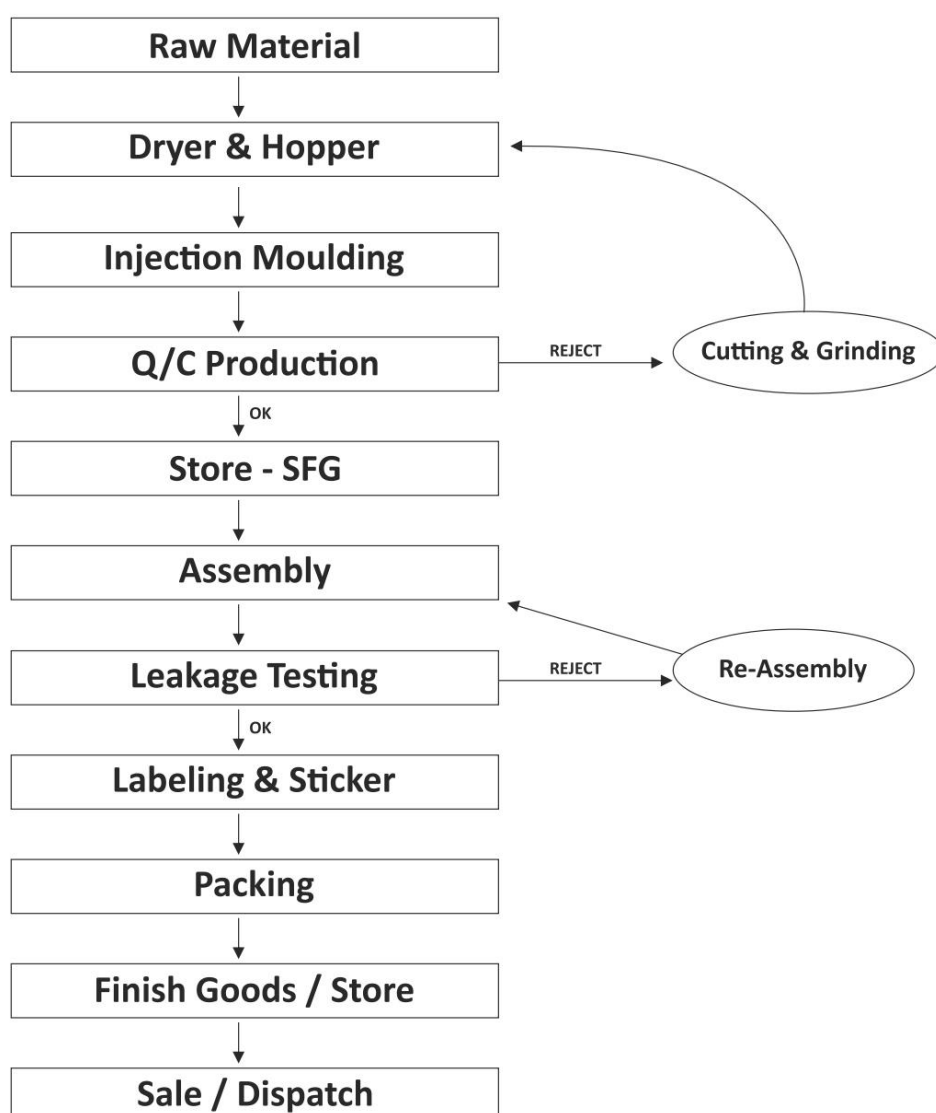 Raw Material
Dryer & Hopper
Injection Moulding
Q/C Production
REJECT
Cutting & Grinding
OK
Store - SFG
Assembly
Leakage Testing
REJECT
Re-Assembly
OK
Labeling & Sticker
Packing
Finish Goods / Store
Sale / Dispatch